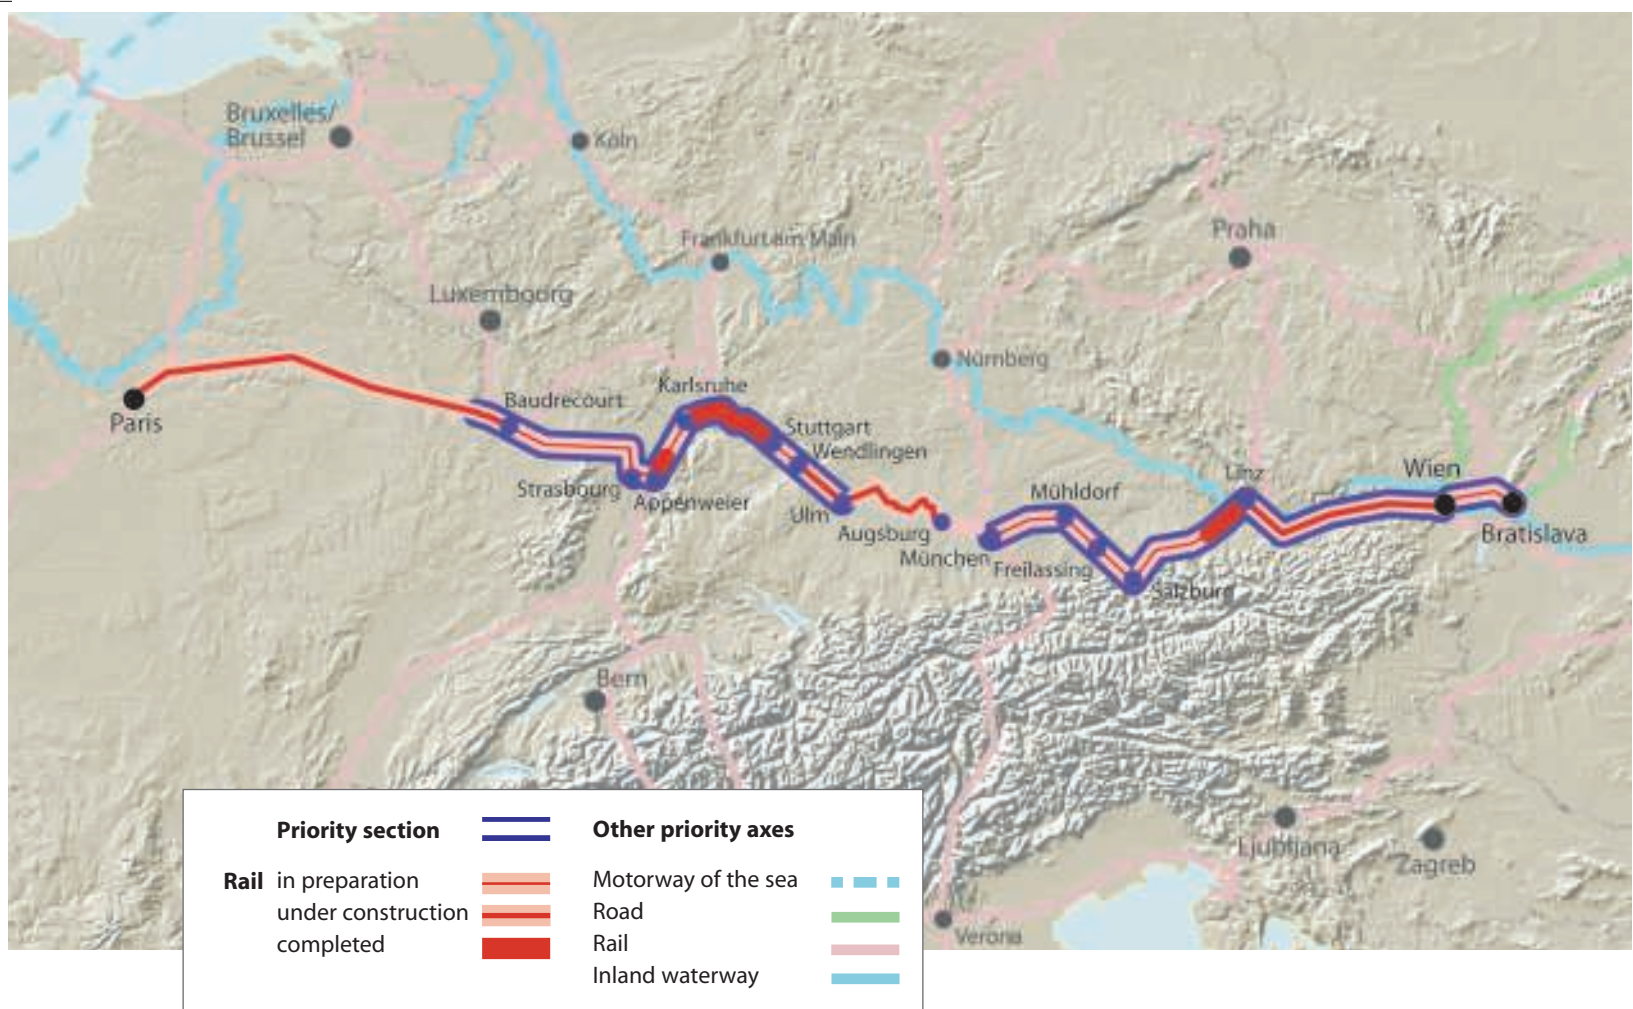 Bruxelles/
Brussel
Köln
Frankfurt am Main
Praha
Luxembourg
Nürnberg
Paris
Baudrecourt
Karlsruhe
Stuttgart
Wendlingen
Strasbourg
Appenweier
Ulm
Augsburg
München
Mühldorf
Freilassing
Salzburg
Linz
Wien
Bratislava
Bern
Ljubljana
Zagreb
Verona
Priority section
Other priority axes
Rail in preparation
under construction
completed
Motorway of the sea
Road
Rail
Inland waterway